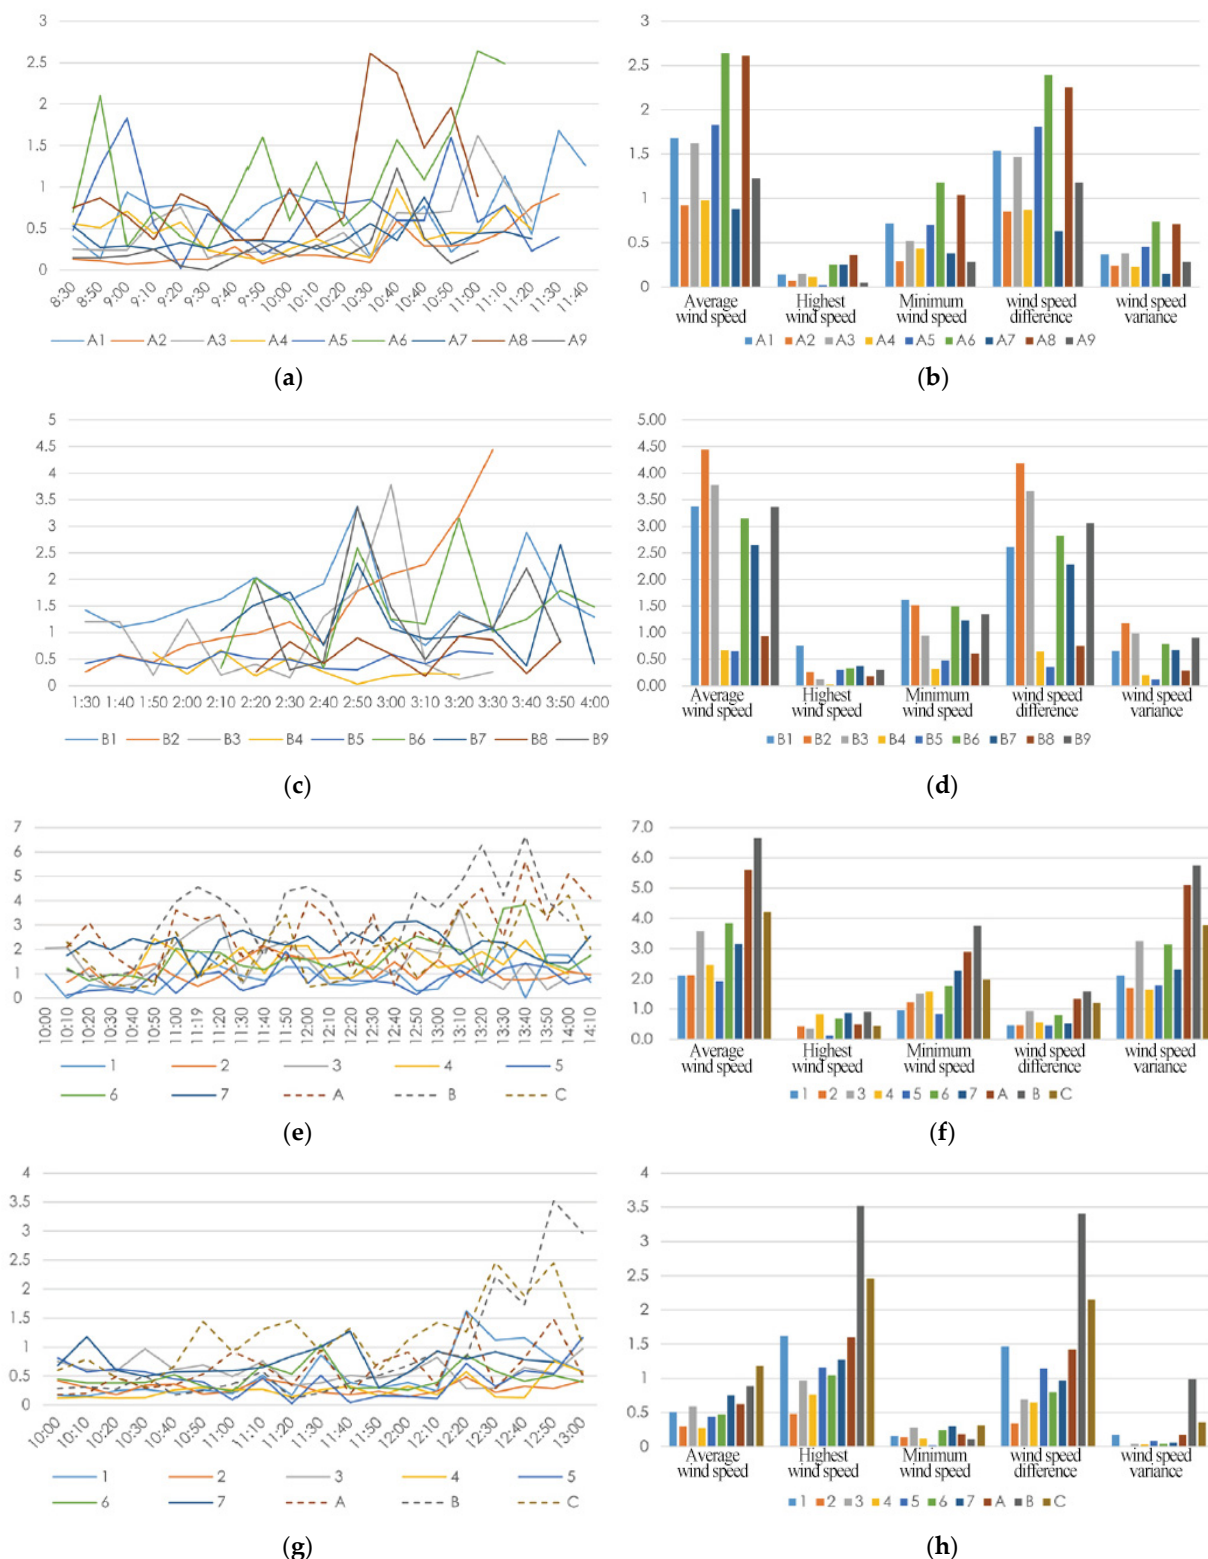 3
2.5
2
1.5
1
0.5
0
8:30 8:50 9:00 9:10 9:20 9:30 9:40 9:50 10:00 10:10 10:20 10:30 10:40 10:40 10:50 11:00 11:10 11:20 11:30 11:40
A1 A2 A3 A4 A5 A6 A7 A8 A9
(a)
3
2.5
2
1.5
1
0.5
0
Average Highest Minimum wind speed wind speed
wind speed wind speed wind speed difference variance
A1 A2 A3 A4 A5 A6 A7 A8 A9
(b)
5
4.5
4
3.5
3
2.5
2
1.5
1
0.5
0
1:30 1:40 1:50 2:00 2:10 2:20 2:30 2:40 2:50 3:00 3:10 3:20 3:30 3:40 3:50 4:00
B1 B2 B3 B4 B5 B6 B7 B8 B9
(c)
5.00
4.50
4.00
3.50
3.00
2.50
2.00
1.50
1.00
0.50
0.00
Average Highest Minimum wind speed wind speed
wind speed wind speed wind speed difference variance
B1 B2 B3 B4 B5 B6 B7 B8 B9
(d)
7
6
5
4
3
2
1
0
10:00 10:10 10:20 10:30 10:40 10:50 11:00 11:19 11:20 11:30 11:40 11:50 12:00 12:10 12:20 12:30 12:40 12:50 13:00 13:10 13:20 13:30 13:40 13:50 14:00 14:10
1 2 3 4 5
6 7 A B C
(e)
7.0
6.0
5.0
4.0
3.0
2.0
1.0
0.0
Average Highest Minimum wind speed wind speed
wind speed wind speed wind speed difference variance
1 2 3 4 5 6 7 A B C
(f)
4
3.5
3
2.5
2
1.5
1
0.5
0
10:00 10:10 10:20 10:30 10:40 10:50 11:00 11:10 11:20 11:30 11:40 11:50 12:00 12:10 12:20 12:30 12:40 12:50 13:00
1 2 3 4 5
6 7 A B C
(g)
4
3.5
3
2.5
2
1.5
1
0.5
0
Average Highest Minimum wind speed wind speed
wind speed wind speed wind speed difference variance
1 2 3 4 5 6 7 A B C
(h)